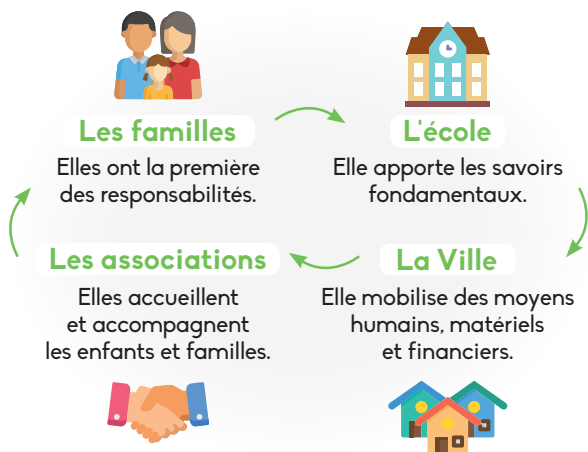 Les familles
Elles ont la première
des responsabilités.
L'école
Elle apporte les savoirs
fondamentaux.
Les associations
Elles accueillent
et accompagnent
les enfants et familles.
La Ville
Elle mobilise des moyens
humains, matériels
et financiers.